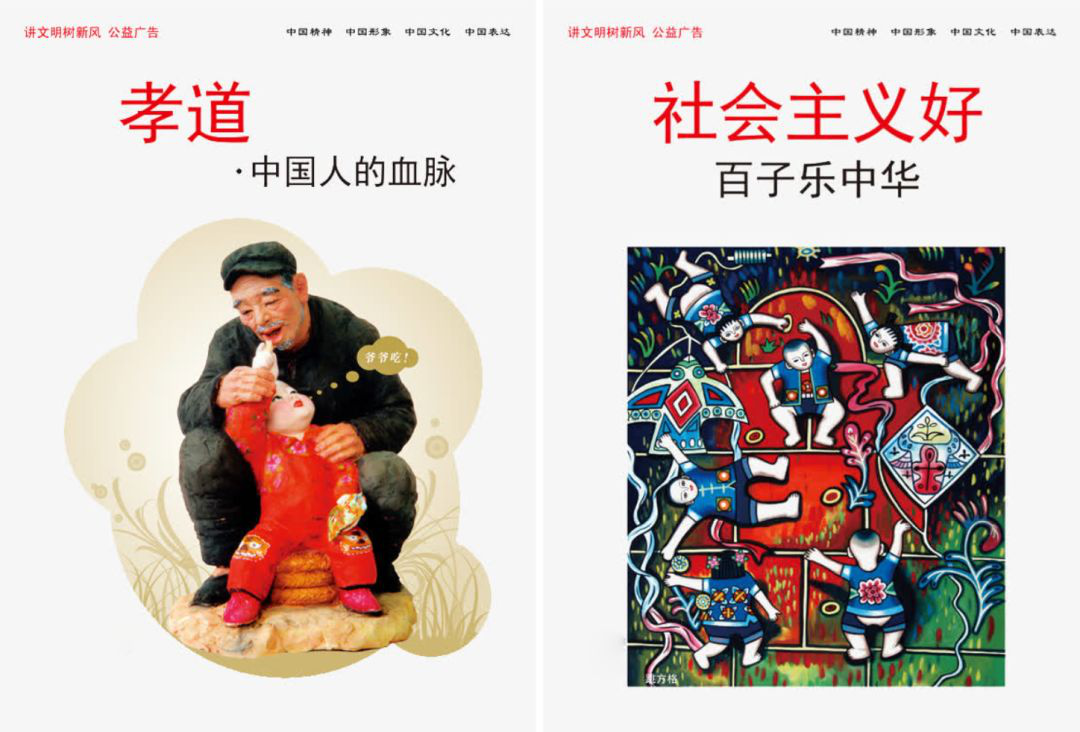 讲文明树新风 公益广告
中国精神 中国形象 中国文化 中国表达
孝道
·中国人的血脉
爷爷吃!
讲文明树新风 公益广告
中国精神 中国形象 中国文化 中国表达
社会主义好
百子乐中华
跳方格